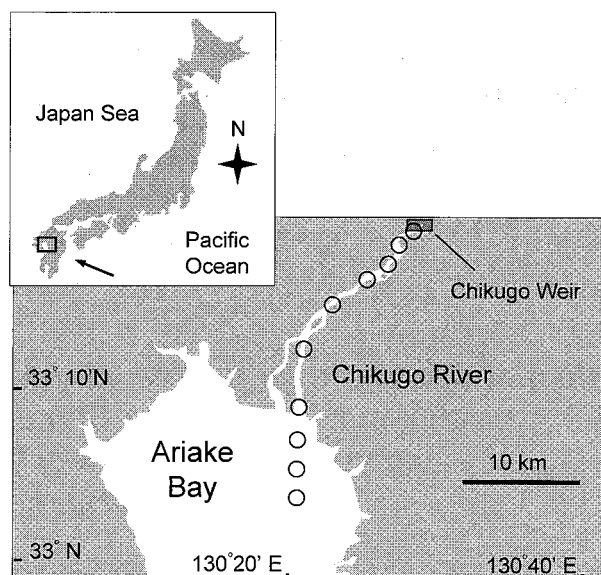 Japan Sea
N
Pacific
Ocean
Chikugo Weir
33° 10'N
Chikugo River
Ariake
Bay
10 km
33° N
130°20' E
130°40' E